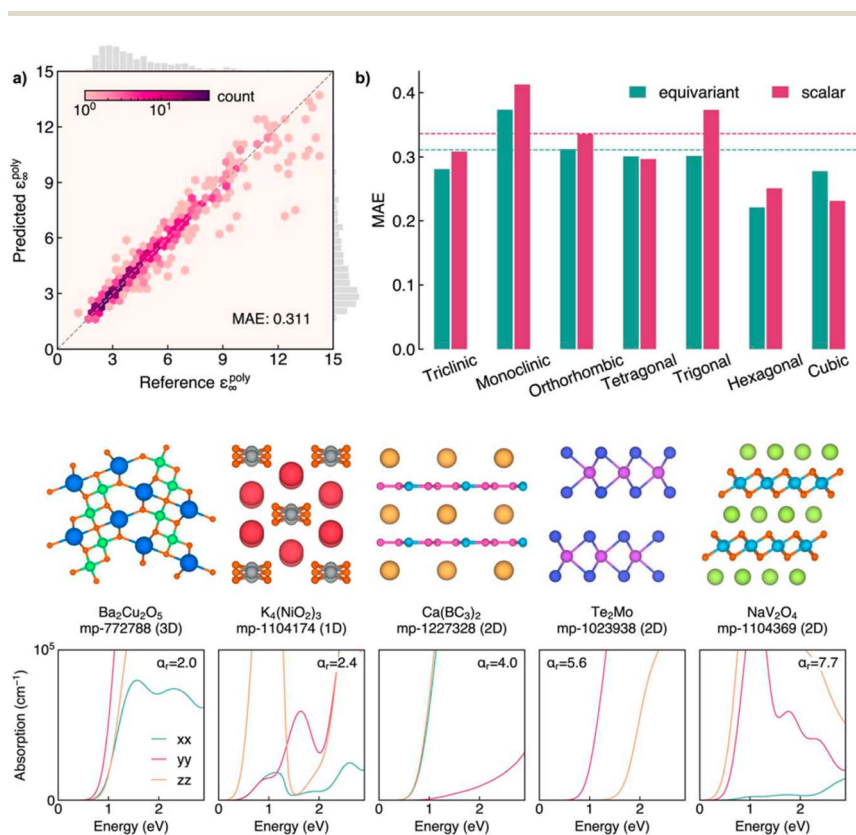 a)
15
12
9
6
3
0
Predicted ε∞^poly
10^0
10^1
count
MAE: 0.311
0
3
6
9
12
15
Reference ε∞^poly
b)
equivariant
scalar
0.4
0.3
0.2
0.1
0.0
MAE
Triclinic
Monoclinic
Orthorhombic
Tetragonal
Trigonal
Hexagonal
Cubic
Ba₂Cu₂O₅
mp-772788 (3D)
K₄(NiO₂)₃
mp-1104174 (1D)
Ca(BC₃)₂
mp-1227328 (2D)
Te₂Mo
mp-1023938 (2D)
NaV₂O₄
mp-1104369 (2D)
10^5
0
Absorption (cm⁻¹)
αr=2.0
xx
yy
zz
αr=2.4
αr=4.0
αr=5.6
αr=7.7
0 1 2
0 1 2
0 1 2
0 1 2
0 1 2
Energy (eV)
Energy (eV)
Energy (eV)
Energy (eV)
Energy (eV)